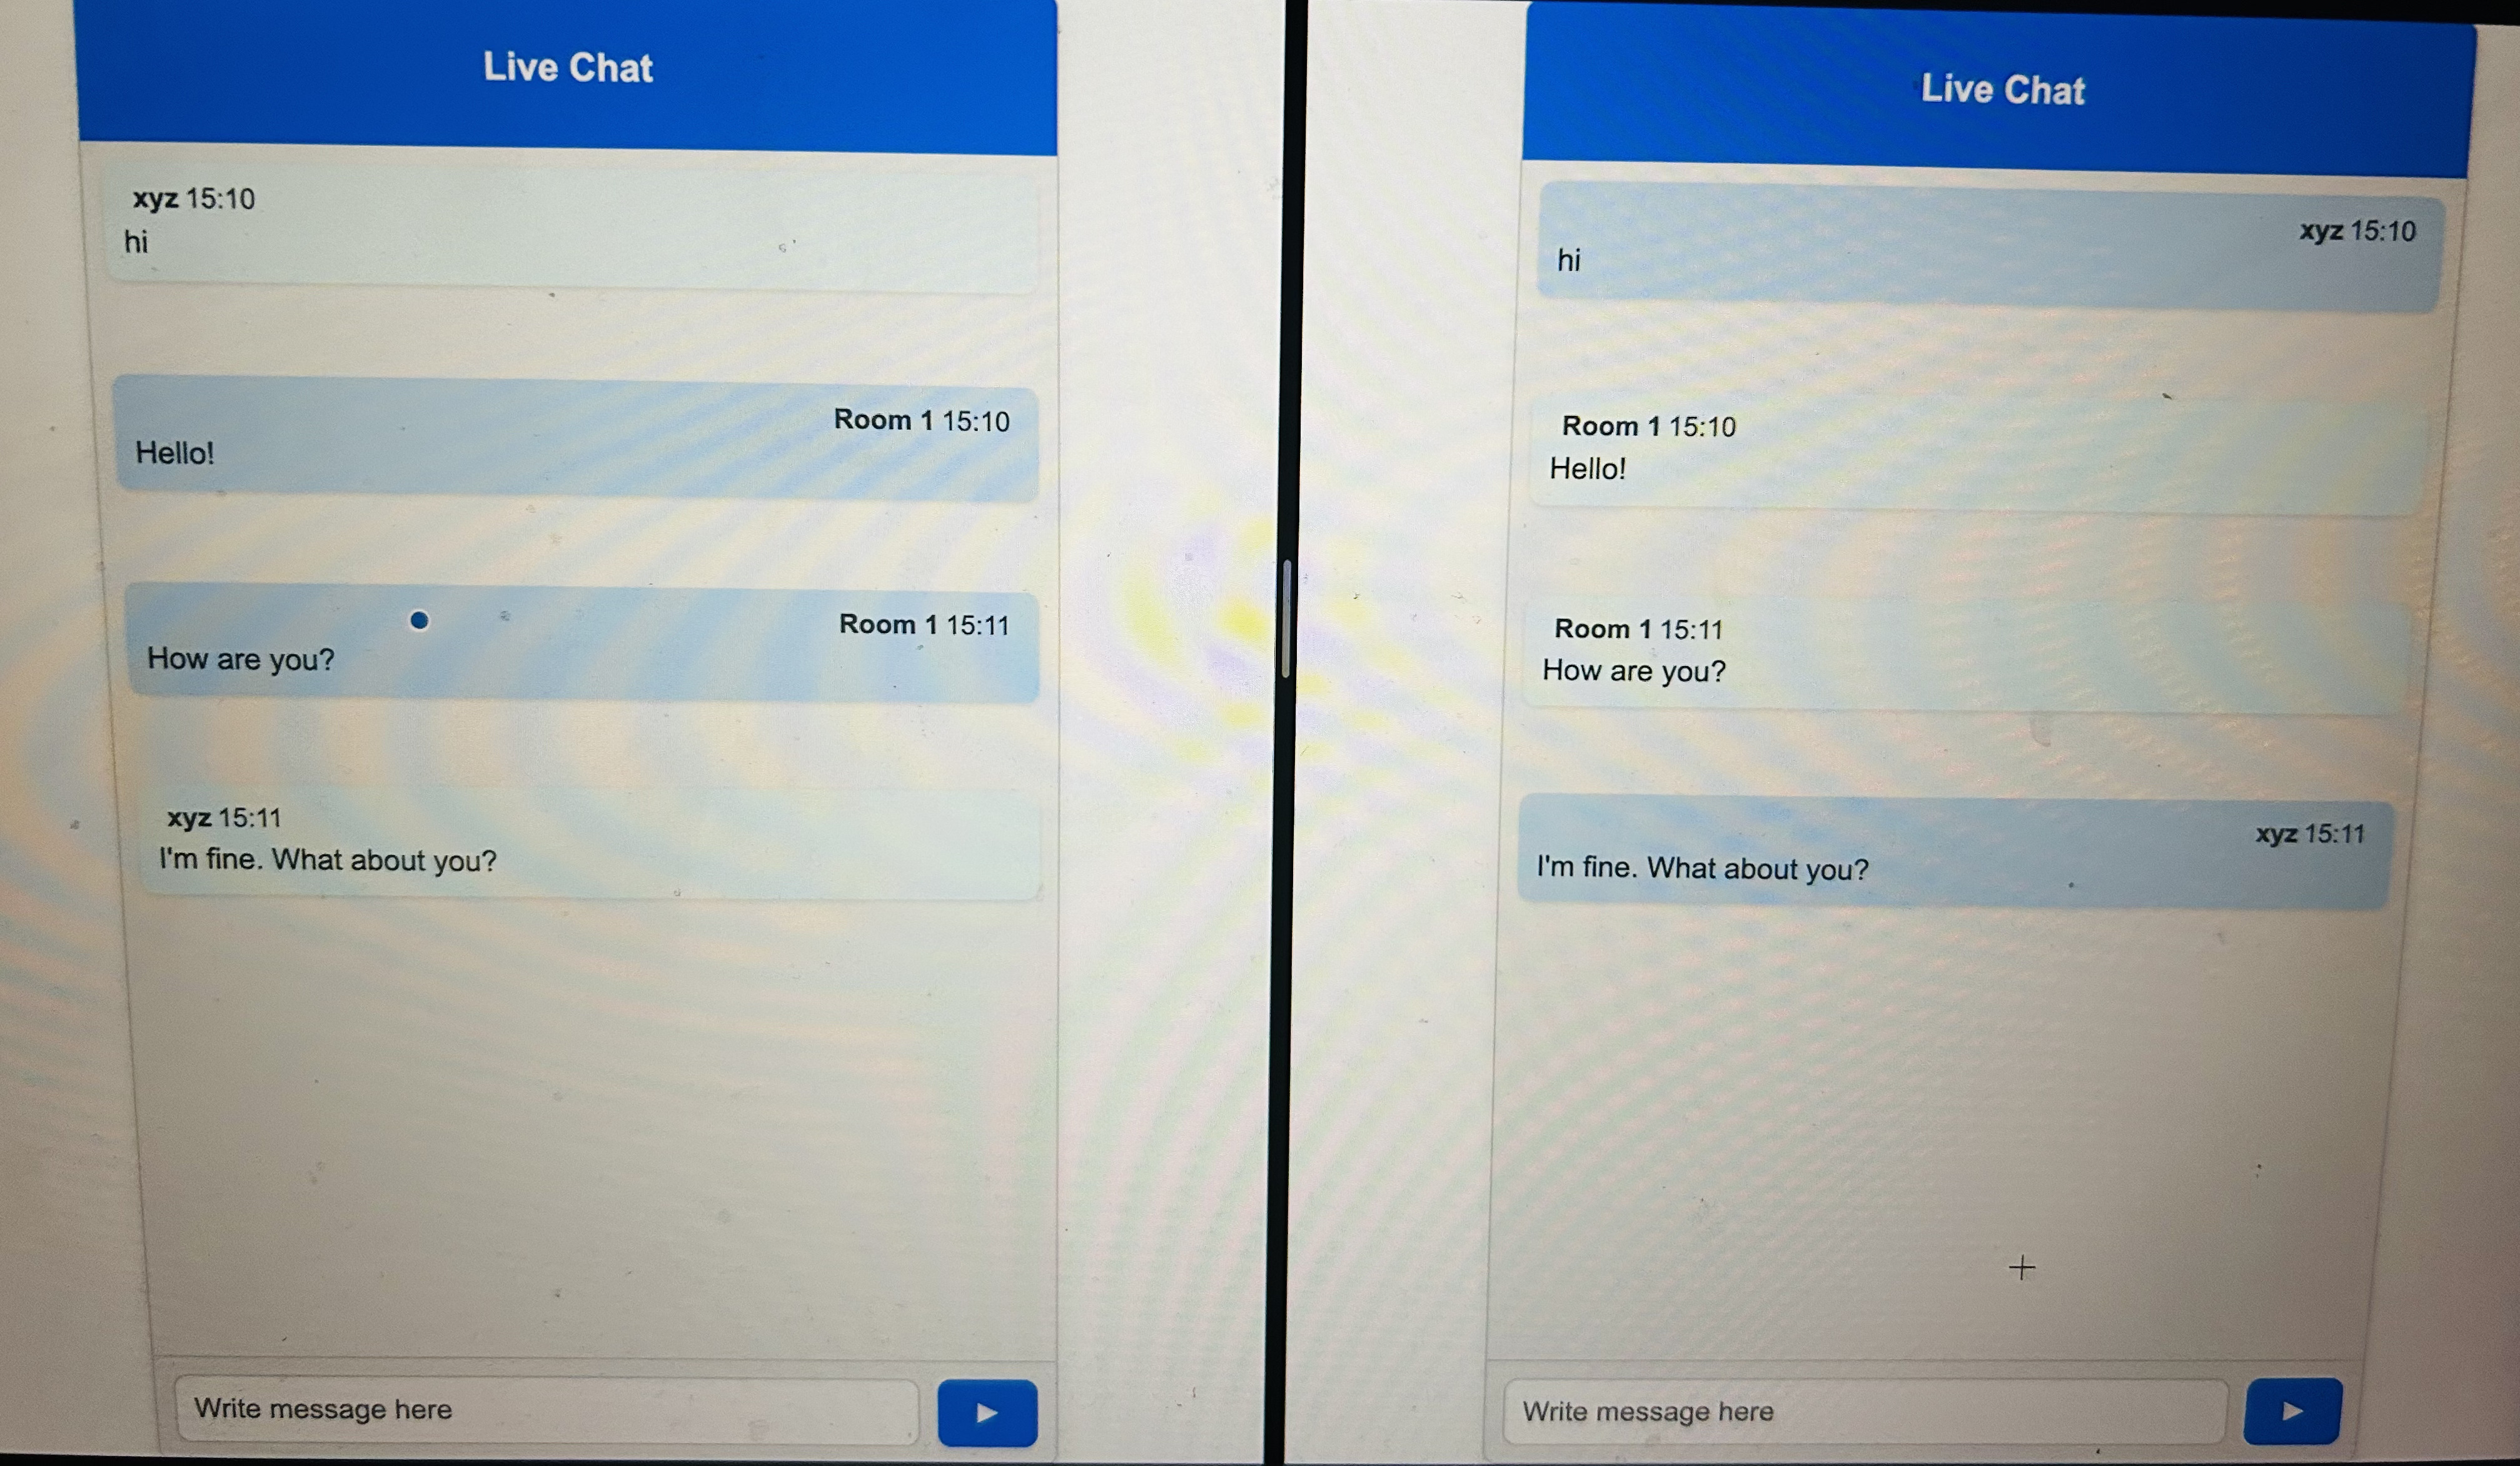 Live Chat
xyz 15:10
hi
Room 1 15:10
Hello!
Room 1 15:11
How are you?
xyz 15:11
I'm fine. What about you?
Write message here
Live Chat
xyz 15:10
hi
Room 1 15:10
Hello!
Room 1 15:11
How are you?
xyz 15:11
I'm fine. What about you?
Write message here